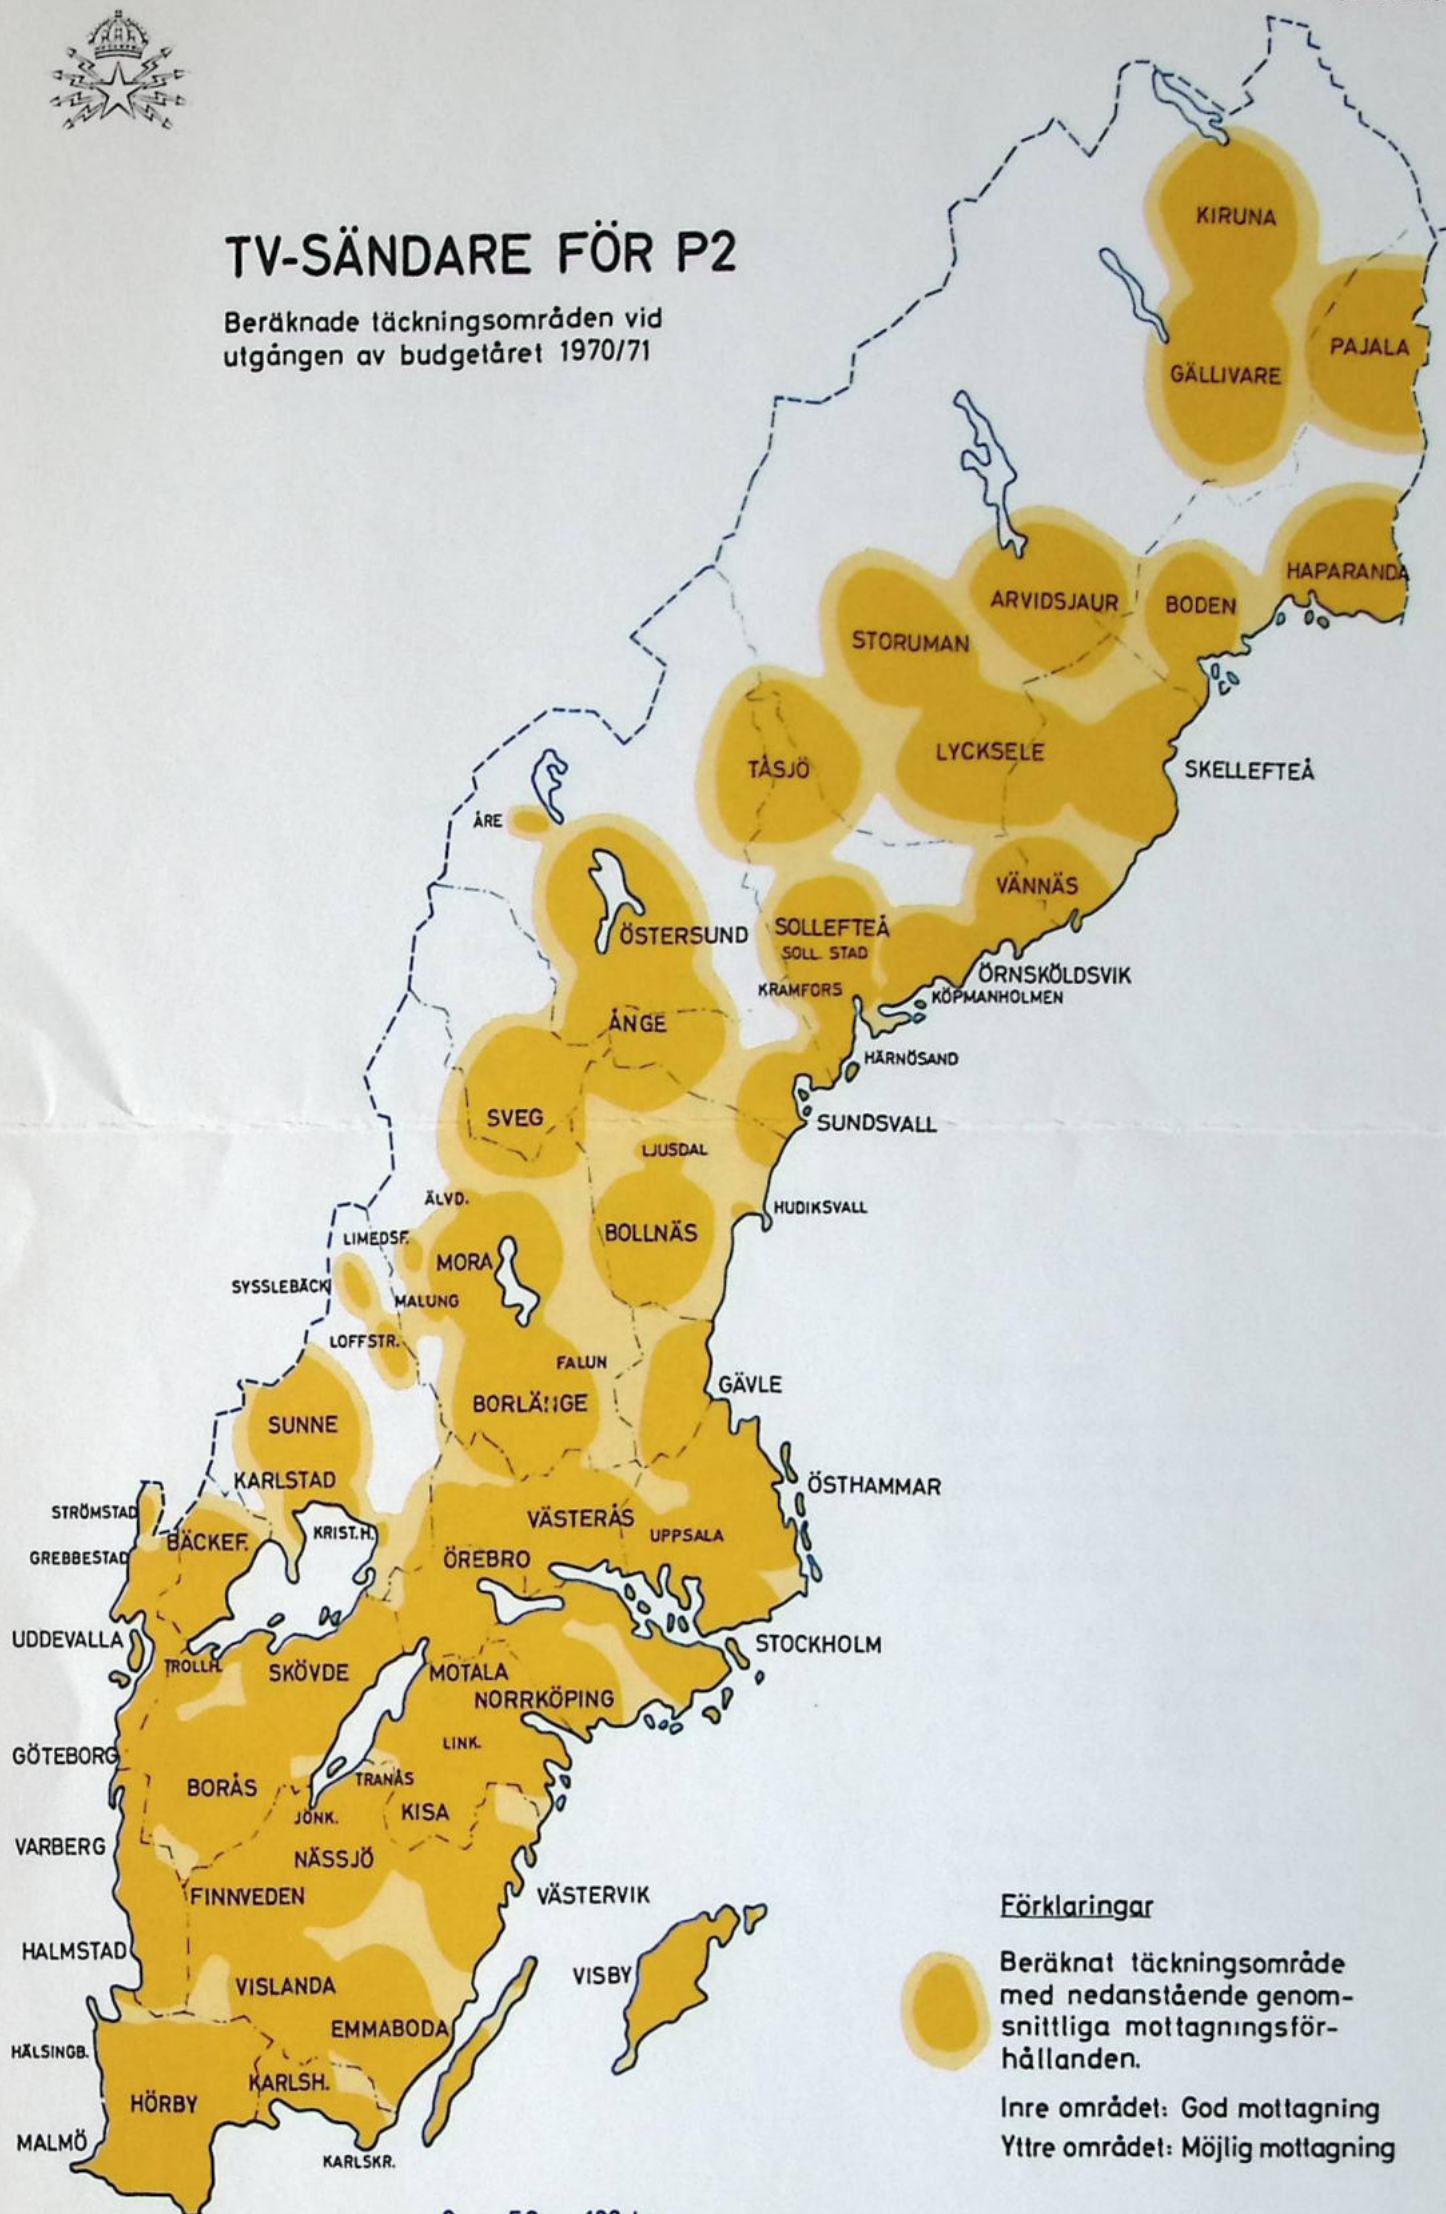 TV-SÄNDARE FÖR P2
Beräknade täckningsområden vid
utgången av budgetåret 1970/71
KIRUNA
PAJALA
GÄLLIVARE
HAPARANDA
ARVIDSJAUR
BODEN
STORUMAN
LYCKSELE
TÅSJÖ
SKELLEFTEÅ
ÅRE
VÄNNÄS
SOLLEFTEÅ
ÖSTERSUND
SOLL. STAD
ÖRNSKÖLDSVIK
KRAMFORS
KÖPMANHOLMEN
ÅNGE
HÄRNÖSAND
SVEG
SUNDSVALL
LJUSDAL
ÄLVD.
HUDIKSVALL
LIMEDSF.
BOLLNÄS
MORA
SYSSLEBÄCK
MALUNG
LOFFSTR.
FALUN
GÄVLE
BORLÄNGE
SUNNE
KARLSTAD
ÖSTHAMMAR
STRÖMSTAD
VÄSTERÅS
KRIST.H.
UPPSALA
BÄCKEF.
GREBBESTAD
ÖREBRO
UDDEVALLA
STOCKHOLM
TROLLH.
SKÖVDE
MOTALA
NORRKÖPING
LINK.
GÖTEBORG
TRANÅS
BORÅS
KISA
JÖNK.
VARBERG
NÄSSJÖ
FINNVEDEN
VÄSTERVIK
HALMSTAD
VISBY
VISLANDA
EMMABODA
HÄLSINGB.
KARLSH.
HÖRBY
MALMÖ
KARLSKR.
Förklaringar
Beräknat täckningsområde
med nedanstående genom-
snittliga mottagningsför-
hållanden.
Inre området: God mottagning
Yttre området: Möjlig mottagning